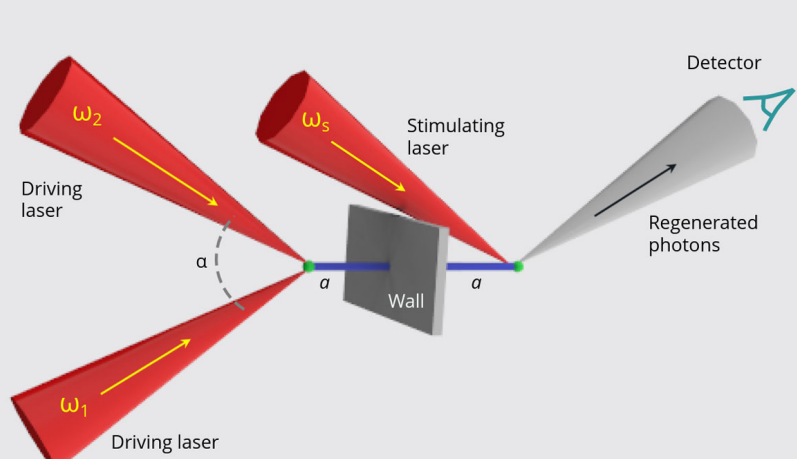 Detector
ω2
ωs
Stimulating
laser
Driving
laser
Regenerated
photons
α
a
a
Wall
ω1
Driving laser